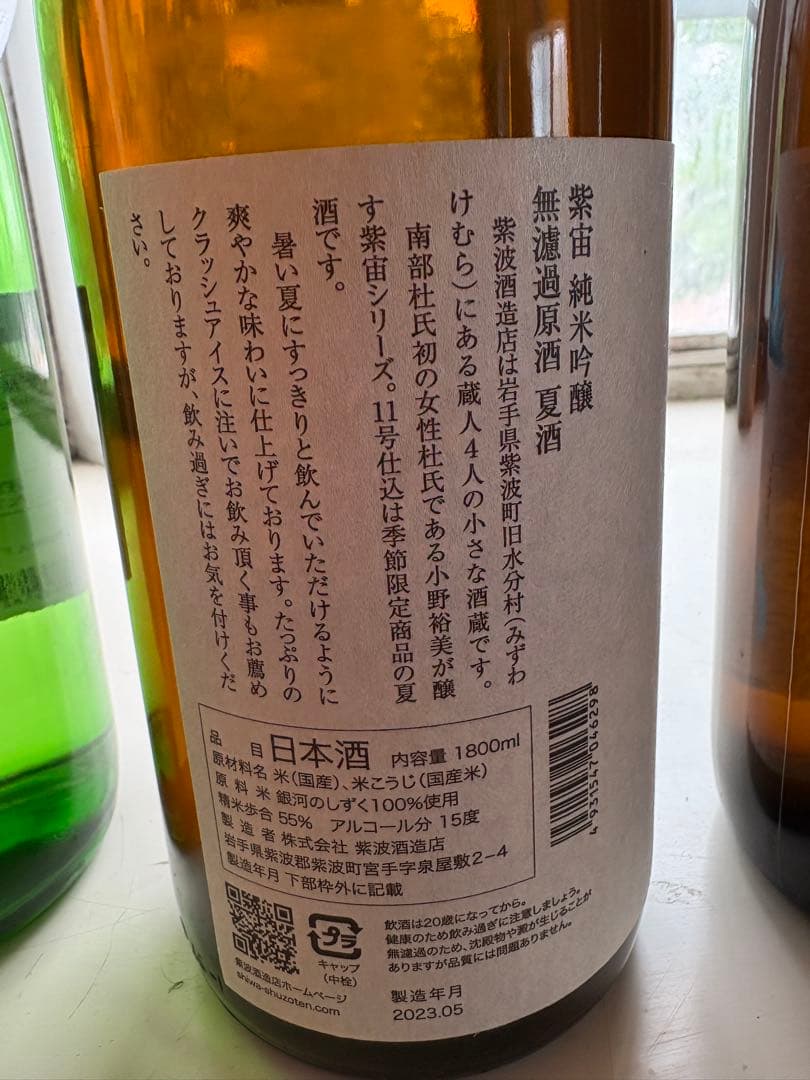 紫宙 純米吟醸
無濾過原酒 夏酒
紫波酒造店は岩手県紫波町旧水分村(みずわ
けむら)にある蔵人4人の小さな酒蔵です。
南部杜氏初の女性杜氏である小野裕美が醸
す紫宙シリーズ。11号仕込は季節限定商品の夏
酒です。
暑い夏にすっきりと飲んでいただけるように
爽やかな味わいに仕上げております。たっぷりの
クラッシュアイスに注いでお飲み頂く事もお薦め
しておりますが、飲み過ぎにはお気を付けくだ
さい。
品 目 日本酒 内容量 1800ml
原材料名 米(国産)、米こうじ(国産米)
原 料 米 銀河のしずく100%使用
精米歩合 55% アルコール分 15度
製 造 者 株式会社 紫波酒造店
岩手県紫波郡紫波町宮手字泉屋敷2-4
製造年月 下部枠外に記載
4 931547 046298
紫波酒造店ホームページ
shiwa-shuzoten.com
プラ
キャップ
(中栓)
飲酒は20歳になってから。
健康のため飲み過ぎに注意しましょう。
無濾過のため、沈殿物や澱が生じることが
ありますが品質には問題ありません。
製造年月
2023.05